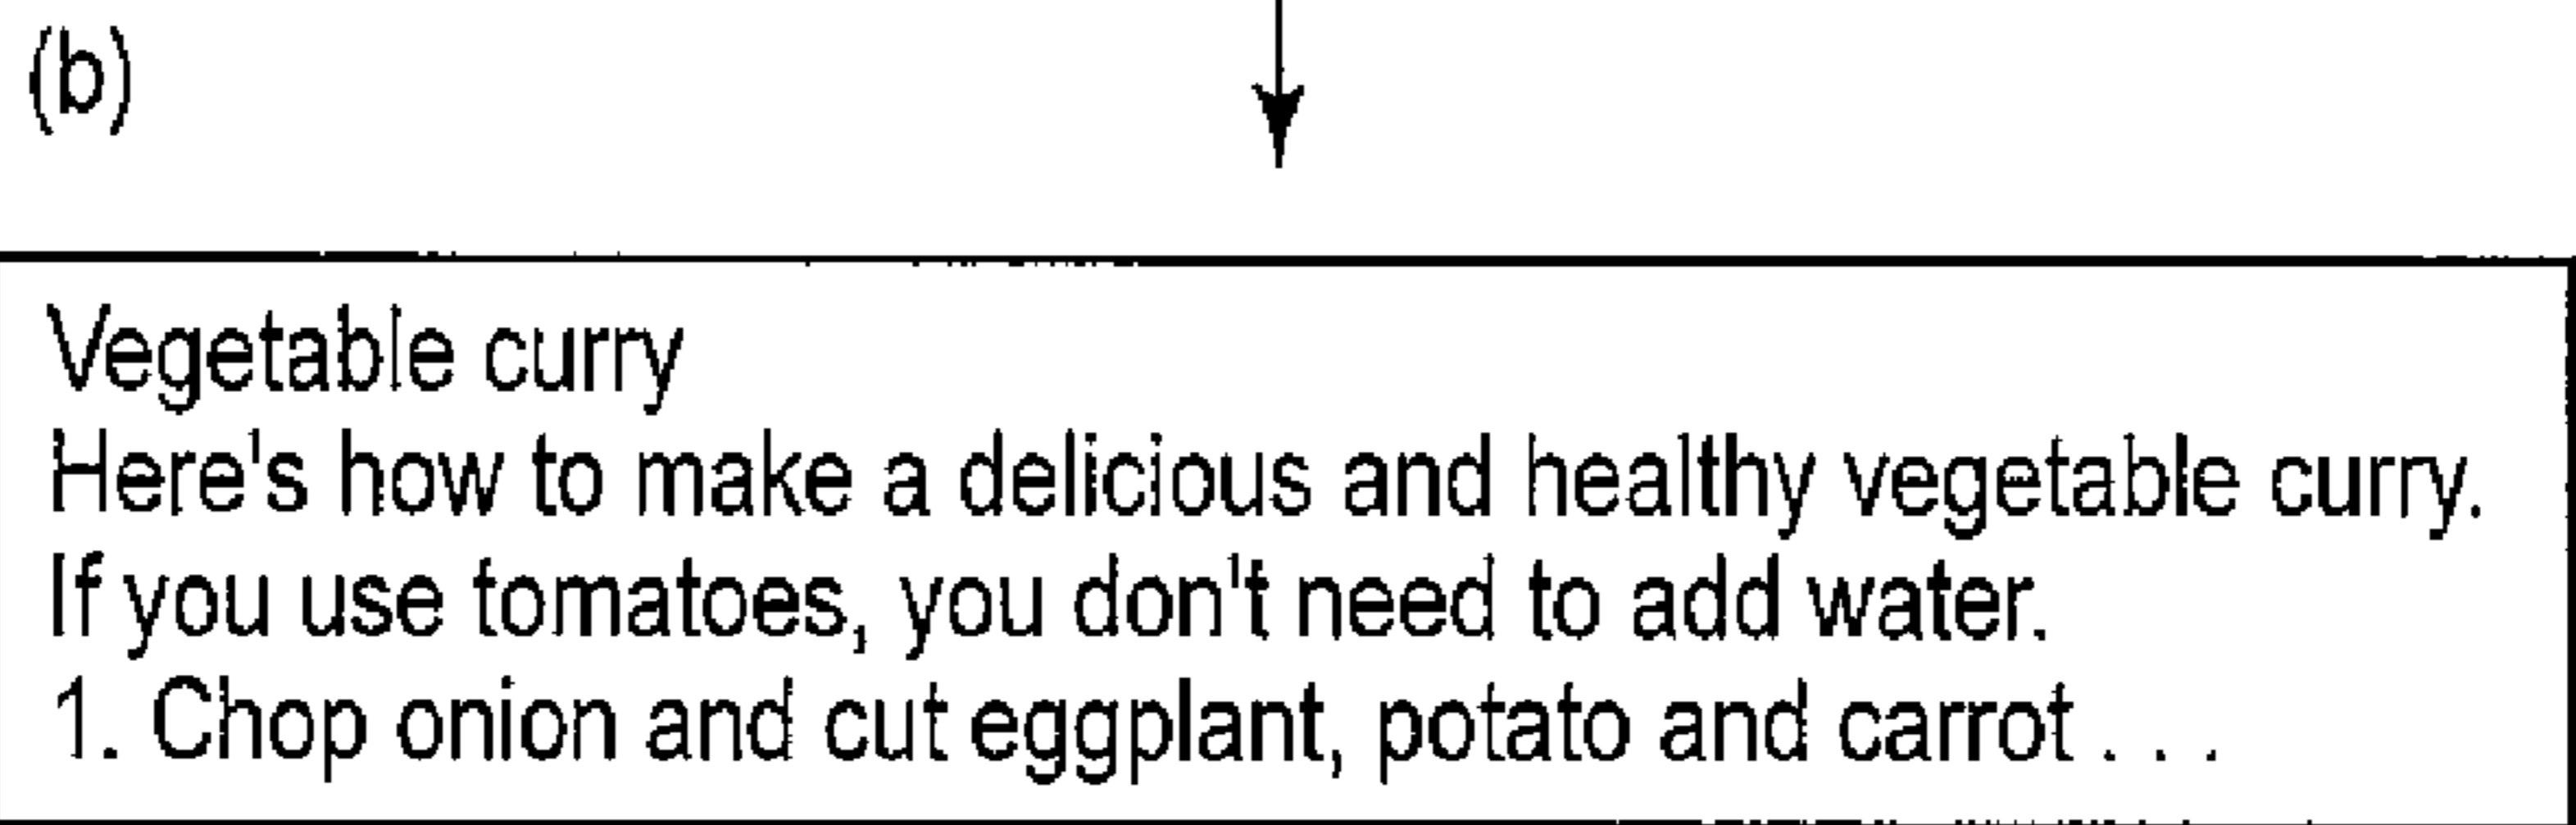 (b)
Vegetable curry
Here's how to make a delicious and healthy vegetable curry.
If you use tomatoes, you don't need to add water.
1. Chop onion and cut eggplant, potato and carrot . . .